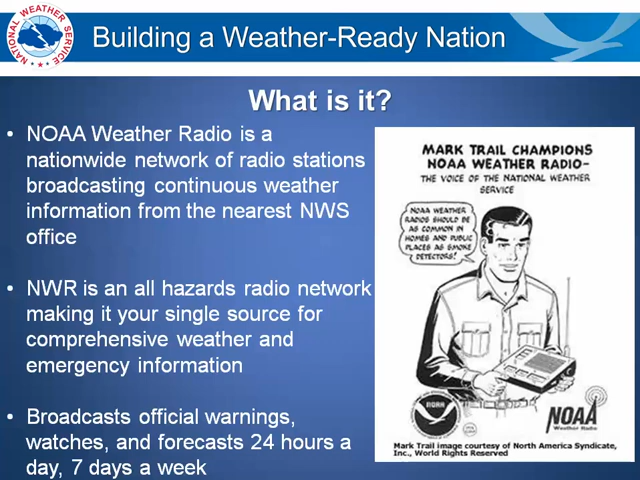 NATIONAL WEATHER SERVICE
Building a Weather-Ready Nation
What is it?
• NOAA Weather Radio is a
nationwide network of radio stations
broadcasting continuous weather
information from the nearest NWS
office
• NWR is an all hazards radio network
making it your single source for
comprehensive weather and
emergency information
• Broadcasts official warnings,
watches, and forecasts 24 hours a
day, 7 days a week
MARK TRAIL CHAMPIONS
NOAA WEATHER RADIO–
THE VOICE OF THE NATIONAL WEATHER
SERVICE
NOAA WEATHER
RADIOS SHOULD BE
AS COMMON IN
HOMES AND PUBLIC
PLACES AS SMOKE
DETECTORS!
NOAA
NOAA
Weather Radio
Mark Trail image courtesy of North America Syndicate,
Inc., World Rights Reserved